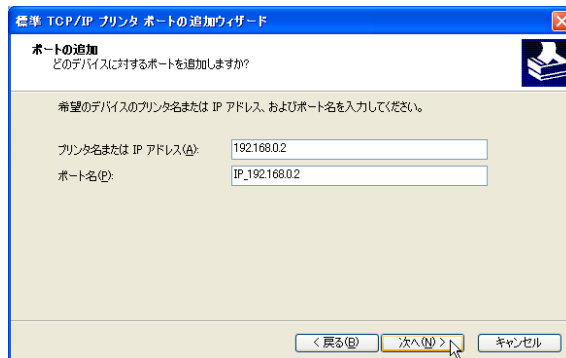 標準 TCP/IP プリンタ ポートの追加ウィザード
ポートの追加
どのデバイスに対するポートを追加しますか?
希望のデバイスのプリンタ名または IP アドレス、およびポート名を入力してください。
プリンタ名または IP アドレス(A): 192.168.0.2
ポート名(P): IP_192.168.0.2
< 戻る(B) 次へ(N) > キャンセル